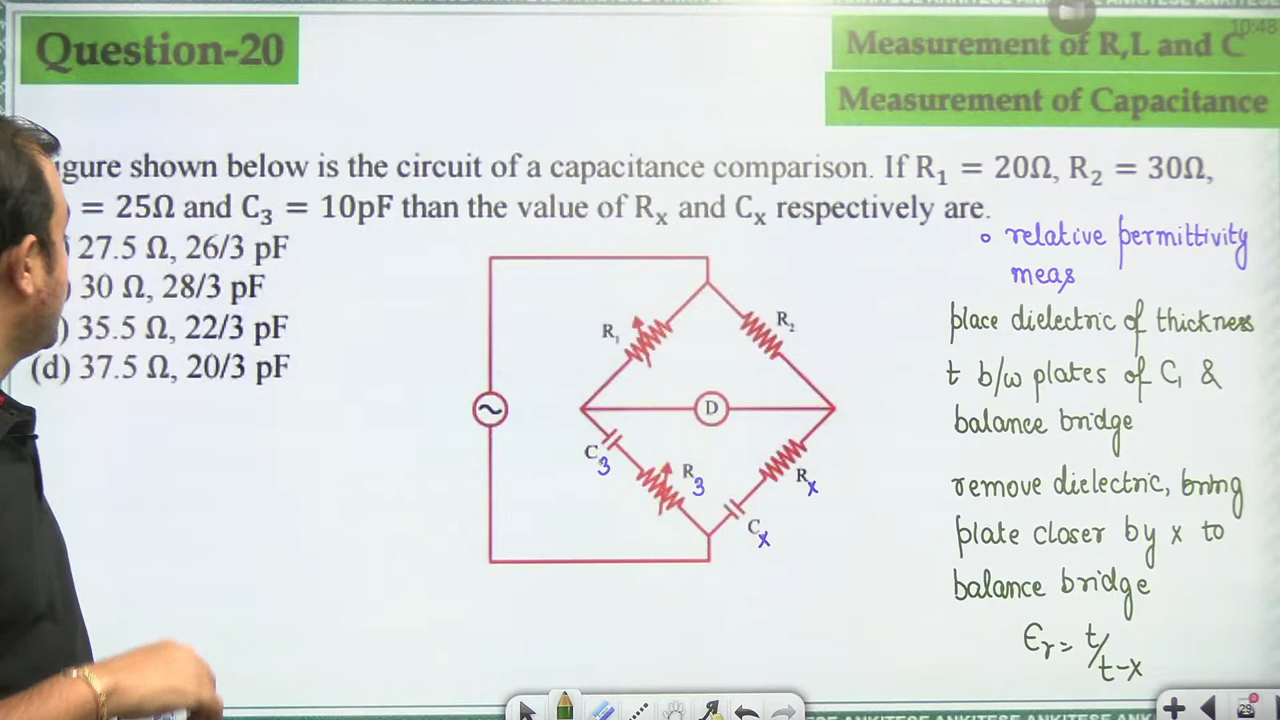 Question-20
Measurement of R,L and C
10:48
Measurement of Capacitance
igure shown below is the circuit of a capacitance comparison. If R₁ = 20Ω, R₂ = 30Ω,
= 25Ω and C₃ = 10pF than the value of Rₓ and Cₓ respectively are.
) 27.5 Ω, 26/3 pF
) 30 Ω, 28/3 pF
) 35.5 Ω, 22/3 pF
(d) 37.5 Ω, 20/3 pF
R₁
R₂
D
C₃
R₃
Rₓ
Cₓ
o relative permittivity
meas
place dielectric of thickness
t b/w plates of C₁ &
balance bridge
remove dielectric, bring
plate closer by x to
balance bridge
εᵣ = t/t-x